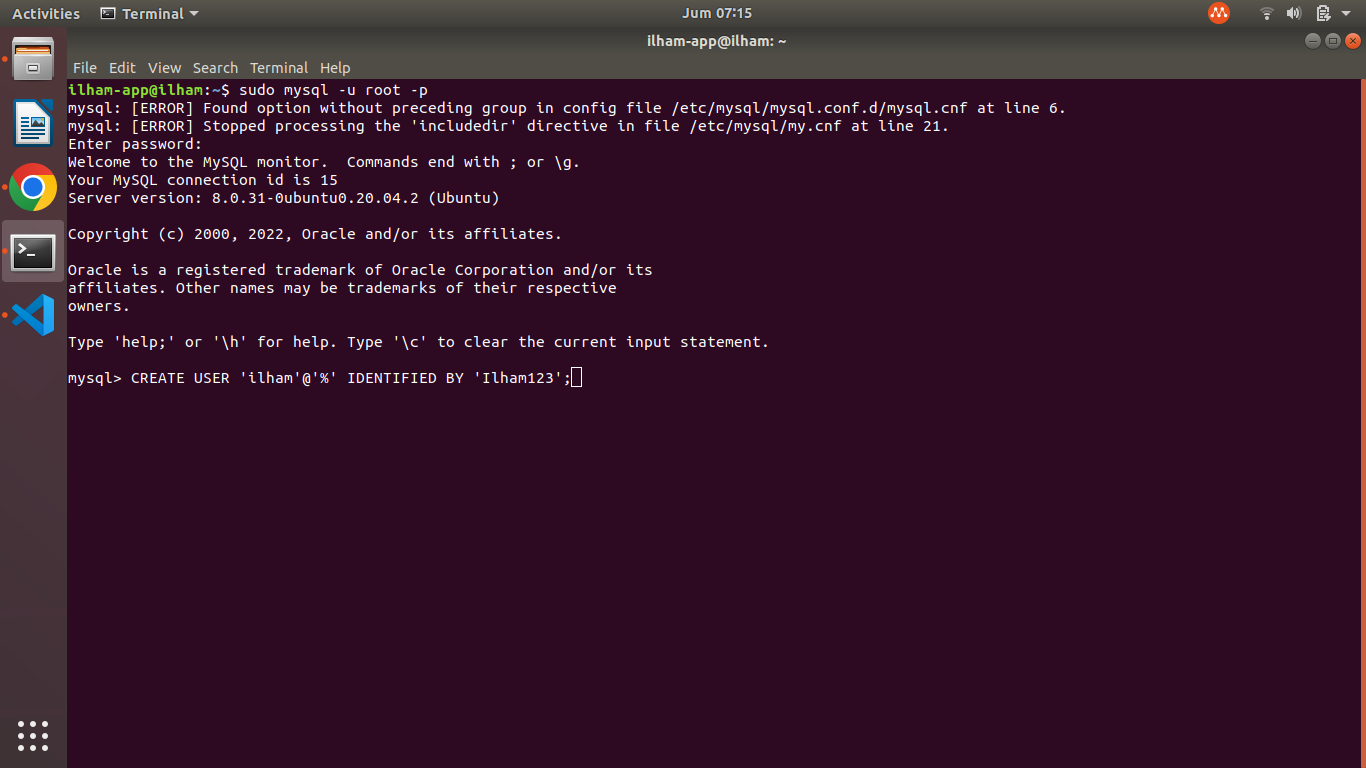 Activities Terminal Jum 07:15
ilham-app@ilham: ~
File Edit View Search Terminal Help
ilham-app@ilham:~$ sudo mysql -u root -p
mysql: [ERROR] Found option without preceding group in config file /etc/mysql/mysql.conf.d/mysql.cnf at line 6.
mysql: [ERROR] Stopped processing the 'includedir' directive in file /etc/mysql/my.cnf at line 21.
Enter password:
Welcome to the MySQL monitor.  Commands end with ; or \g.
Your MySQL connection id is 15
Server version: 8.0.31-0ubuntu0.20.04.2 (Ubuntu)
Copyright (c) 2000, 2022, Oracle and/or its affiliates.
Oracle is a registered trademark of Oracle Corporation and/or its
affiliates. Other names may be trademarks of their respective
owners.
Type 'help;' or '\h' for help. Type '\c' to clear the current input statement.
mysql> CREATE USER 'ilham'@'%' IDENTIFIED BY 'Ilham123';